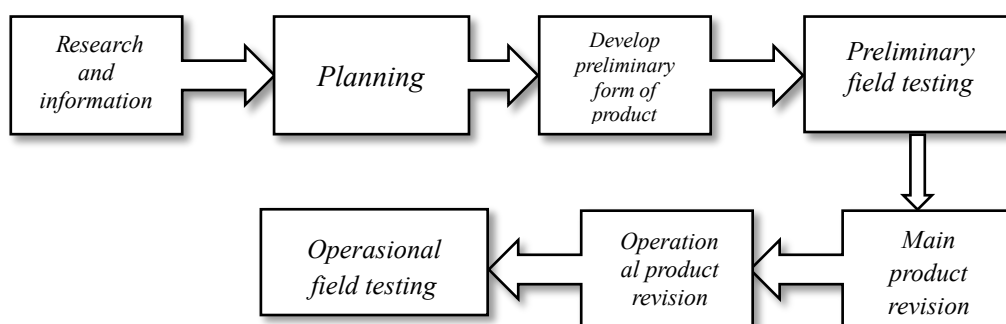 Research
and
information
Planning
Develop
preliminary
form of
product
Preliminary
field testing
Main
product
revision
Operation
al product
revision
Operasional
field testing